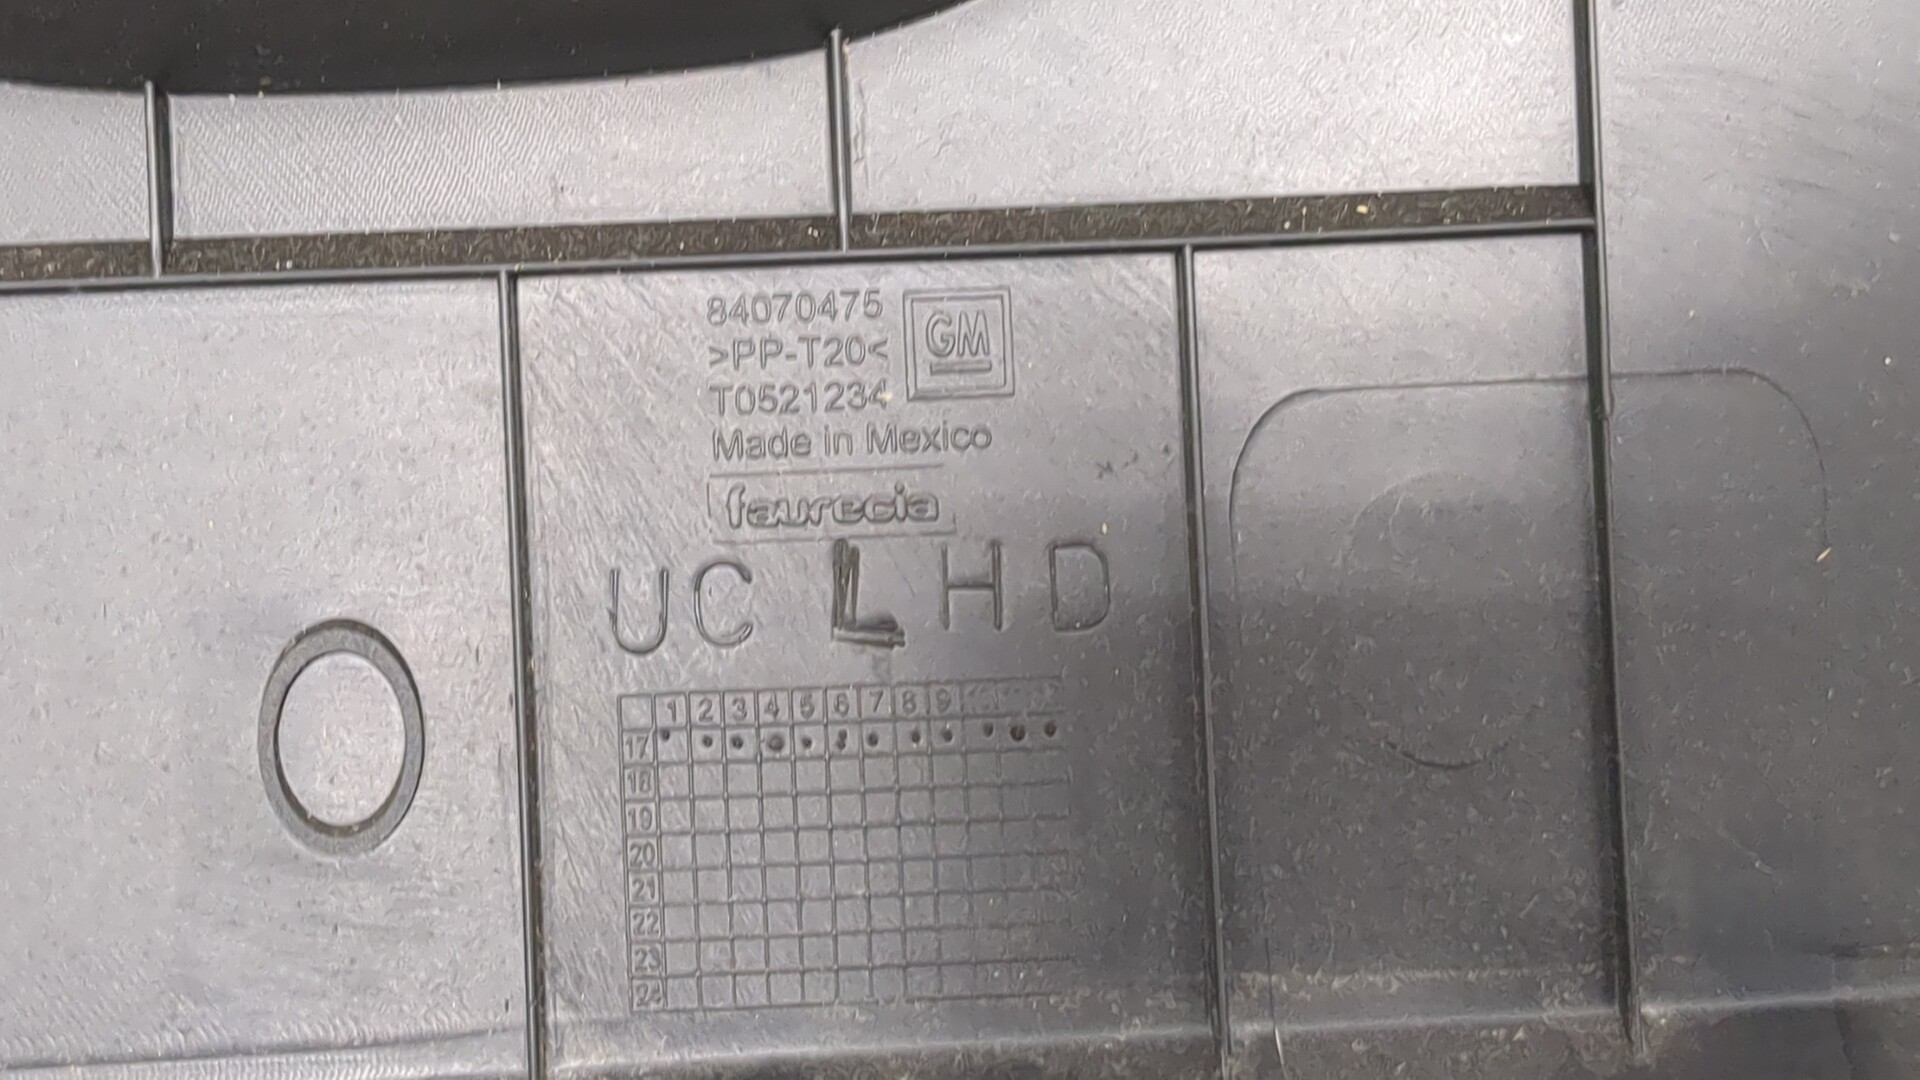 84070475
>PP-T20<
T0521234
GM
Made in Mexico
faurecia
UC LHD
1 2 3 4 5 6 7 8 9
17
18
19
20
21
22
23
24